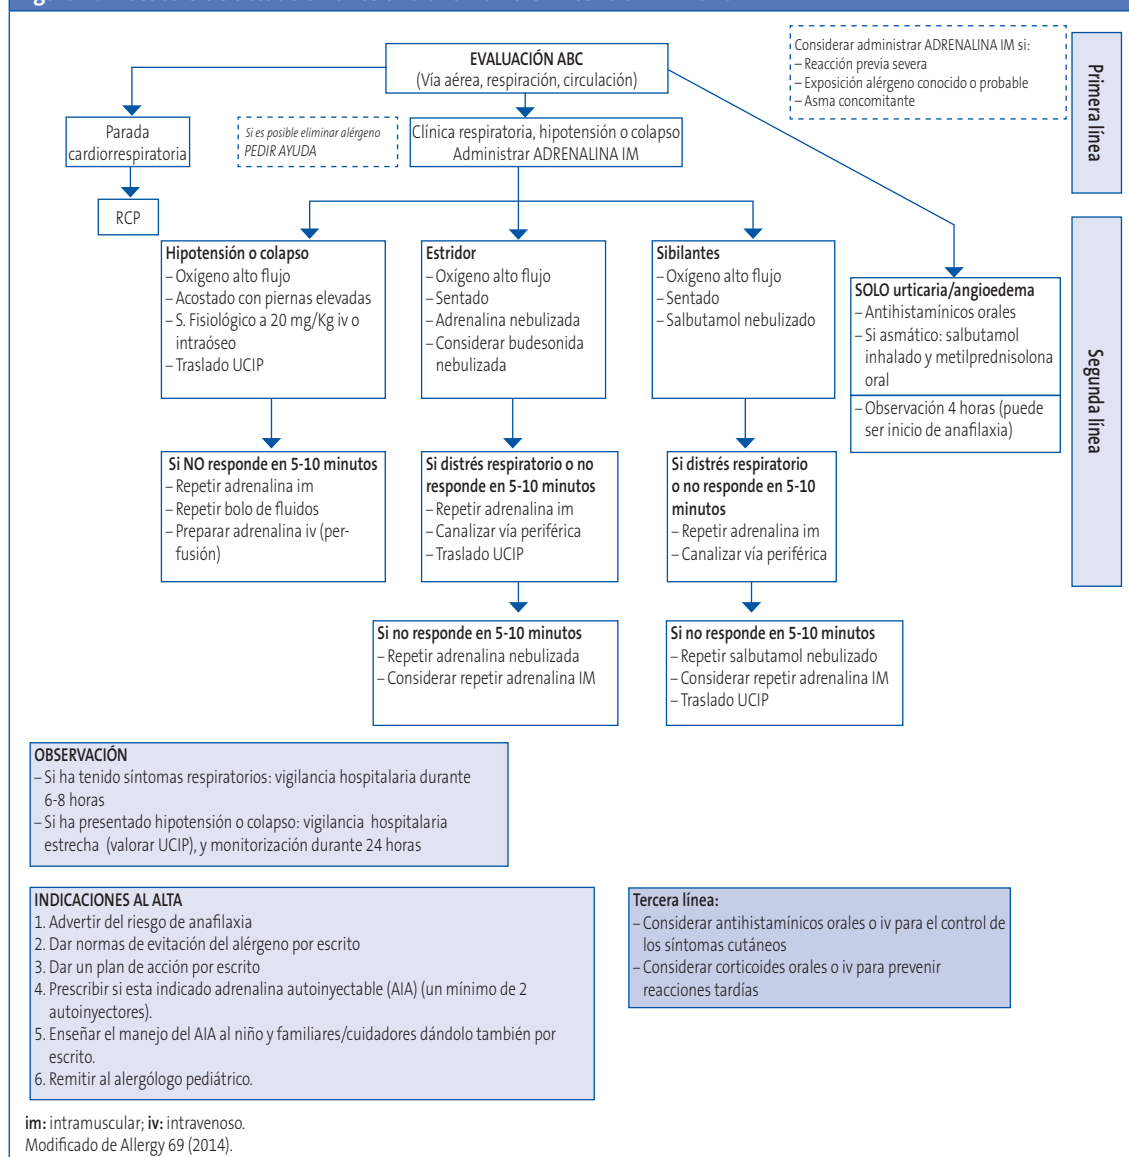 EVALUACIÓN ABC
(Vía aérea, respiración, circulación)
Considerar administrar ADRENALINA IM si:
– Reacción previa severa
– Exposición alérgeno conocido o probable
– Asma concomitante
Primera línea
Parada
cardiorrespiratoria
Si es posible eliminar alérgeno
PEDIR AYUDA
Clínica respiratoria, hipotensión o colapso
Administrar ADRENALINA IM
RCP
Hipotensión o colapso
– Oxígeno alto flujo
– Acostado con piernas elevadas
– S. Fisiológico a 20 mg/Kg iv o
intraóseo
– Traslado UCIP
Estridor
– Oxígeno alto flujo
– Sentado
– Adrenalina nebulizada
– Considerar budesonida
nebulizada
Sibilantes
– Oxígeno alto flujo
– Sentado
– Salbutamol nebulizado
SOLO urticaria/angioedema
– Antihistamínicos orales
– Si asmático: salbutamol
inhalado y metilprednisolona
oral
– Observación 4 horas (puede
ser inicio de anafilaxia)
Segunda línea
Si NO responde en 5-10 minutos
– Repetir adrenalina im
– Repetir bolo de fluidos
– Preparar adrenalina iv (per-
fusión)
Si distrés respiratorio o no
responde en 5-10 minutos
– Repetir adrenalina im
– Canalizar vía periférica
– Traslado UCIP
Si distrés respiratorio
o no responde en 5-10
minutos
– Repetir adrenalina im
– Canalizar vía periférica
Si no responde en 5-10 minutos
– Repetir adrenalina nebulizada
– Considerar repetir adrenalina IM
Si no responde en 5-10 minutos
– Repetir salbutamol nebulizado
– Considerar repetir adrenalina IM
– Traslado UCIP
OBSERVACIÓN
– Si ha tenido síntomas respiratorios: vigilancia hospitalaria durante
6-8 horas
– Si ha presentado hipotensión o colapso: vigilancia hospitalaria
estrecha (valorar UCIP), y monitorización durante 24 horas
INDICACIONES AL ALTA
1. Advertir del riesgo de anafilaxia
2. Dar normas de evitación del alérgeno por escrito
3. Dar un plan de acción por escrito
4. Prescribir si esta indicado adrenalina autoinyectable (AIA) (un mínimo de 2
autoinyectores).
5. Enseñar el manejo del AIA al niño y familiares/cuidadores dándolo también por
escrito.
6. Remitir al alergólogo pediátrico.
Tercera línea:
– Considerar antihistamínicos orales o iv para el control de
los síntomas cutáneos
– Considerar corticoides orales o iv para prevenir
reacciones tardías
im: intramuscular; iv: intravenoso.
Modificado de Allergy 69 (2014).